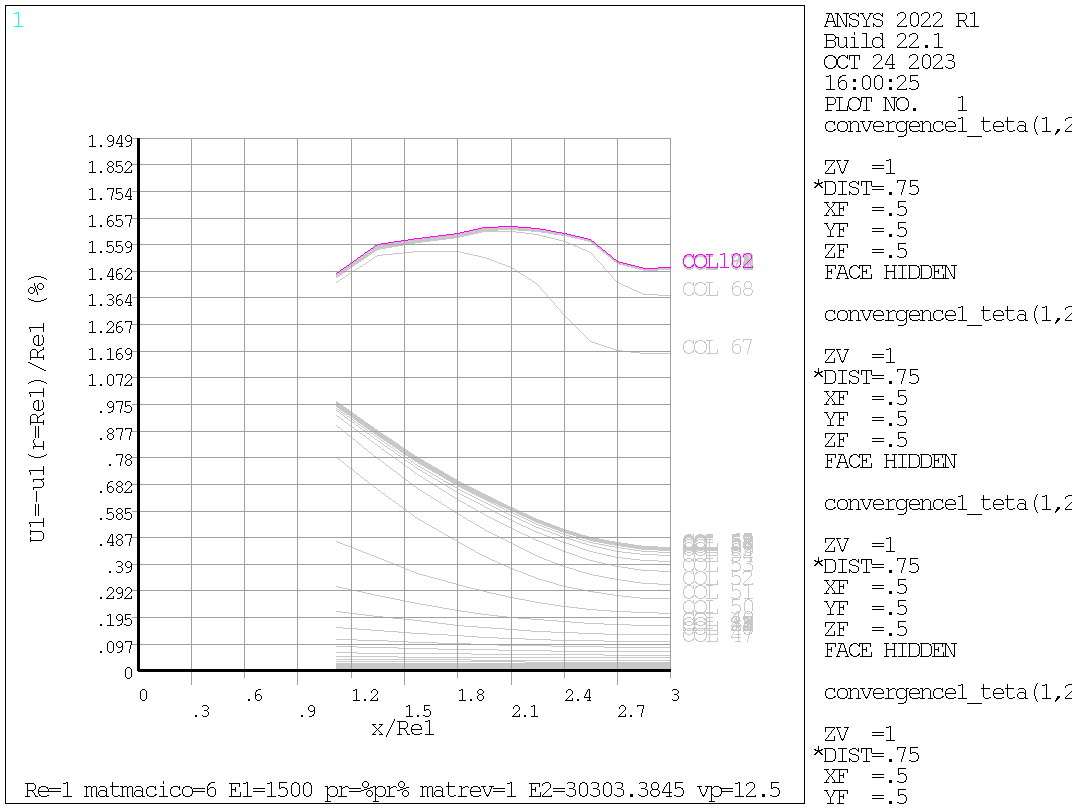 1
ANSYS 2022 R1
Build 22.1
OCT 24 2023
16:00:25
PLOT NO. 1
convergence1_teta(1,2
ZV =1
*DIST=.75
XF =.5
YF =.5
ZF =.5
FACE HIDDEN
convergence1_teta(1,2
ZV =1
*DIST=.75
XF =.5
YF =.5
ZF =.5
FACE HIDDEN
convergence1_teta(1,2
ZV =1
*DIST=.75
XF =.5
YF =.5
ZF =.5
FACE HIDDEN
convergence1_teta(1,2
ZV =1
*DIST=.75
XF =.5
YF =.5
U1=-u1(r=Re1)/Re1 (%)
1.949
1.852
1.754
1.657
1.559
1.462
1.364
1.267
1.169
1.072
.975
.877
.78
.682
.585
.487
.39
.292
.195
.097
0
COL102
COL 68
COL 67
COL 52
COL 51
COL 50
COL 47
0
.3
.6
.9
1.2
1.5
1.8
2.1
2.4
2.7
3
x/Re1
Re=1 matmacico=6 E1=1500 pr=%pr% matrev=1 E2=30303.3845 vp=12.5